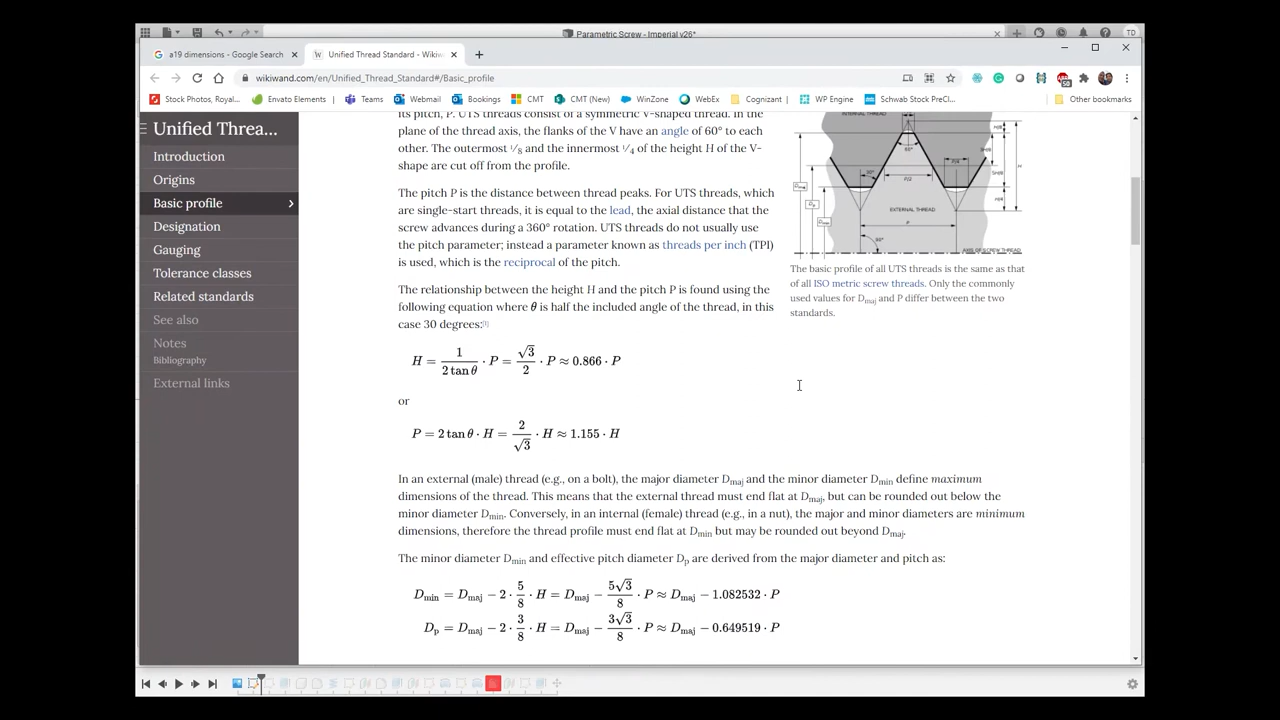 Parametric Screw - Imperial v26*
TD
a19 dimensions - Google Search
Unified Thread Standard - Wikiw
wikiwand.com/en/Unified_Thread_Standard#/Basic_profile
Stock Photos, Royal... Envato Elements Teams Webmail Bookings CMT CMT (New) WinZone WebEx Cognizant WP Engine Schwab Stock PreCl... Other bookmarks
Unified Threa...
Introduction
Origins
Basic profile
Designation
Gauging
Tolerance classes
Related standards
See also
Notes
Bibliography
External links
its pitch, P. UTS threads consist of a symmetric V-shaped thread. In the
plane of the thread axis, the flanks of the V have an angle of 60° to each
other. The outermost 1⁄8 and the innermost 1⁄4 of the height H of the V-
shape are cut off from the profile.
The pitch P is the distance between thread peaks. For UTS threads, which
are single-start threads, it is equal to the lead, the axial distance that the
screw advances during a 360° rotation. UTS threads do not usually use
the pitch parameter; instead a parameter known as threads per inch (TPI)
is used, which is the reciprocal of the pitch.
The relationship between the height H and the pitch P is found using the
following equation where θ is half the included angle of the thread, in this
case 30 degrees:
H = 1/(2 tan θ) · P = √3/2 · P ≈ 0.866 · P
or
P = 2 tan θ · H = 2/√3 · H ≈ 1.155 · H
In an external (male) thread (e.g., on a bolt), the major diameter Dmaj and the minor diameter Dmin define maximum
dimensions of the thread. This means that the external thread must end flat at Dmaj, but can be rounded out below the
minor diameter Dmin. Conversely, in an internal (female) thread (e.g., in a nut), the major and minor diameters are minimum
dimensions, therefore the thread profile must end flat at Dmin but may be rounded out beyond Dmaj.
The minor diameter Dmin and effective pitch diameter Dp are derived from the major diameter and pitch as:
Dmin = Dmaj − 2 · 5/8 · H = Dmaj − 5√3/8 · P ≈ Dmaj − 1.082532 · P
Dp = Dmaj − 2 · 3/8 · H = Dmaj − 3√3/8 · P ≈ Dmaj − 0.649519 · P
INTERNAL THREAD
60°
30°
P/4
P/2
H
5H/8
H/4
Dmaj
Dp
Dmin
EXTERNAL THREAD
P
90°
AXIS OF SCREW THREAD
The basic profile of all UTS threads is the same as that
of all ISO metric screw threads. Only the commonly
used values for Dmaj and P differ between the two
standards.